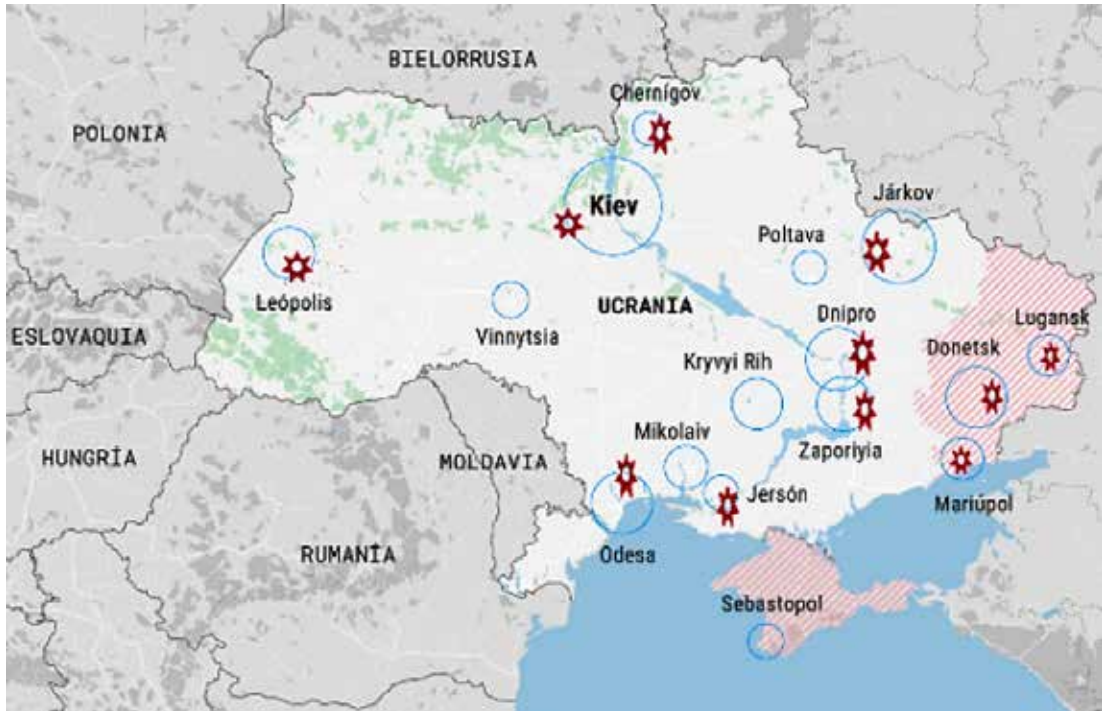 BIELORRUSIA
Chernígov
POLONIA
Kiev
Járkov
Poltava
Leópolis
UCRANIA
Dnipro
Lugansk
ESLOVAQUIA
Vinnytsia
Donetsk
Kryvyi Rih
Mikolaiv
Zaporiyia
HUNGRÍA
MOLDAVIA
Jersón
Mariúpol
RUMANÍA
Odesa
Sebastopol